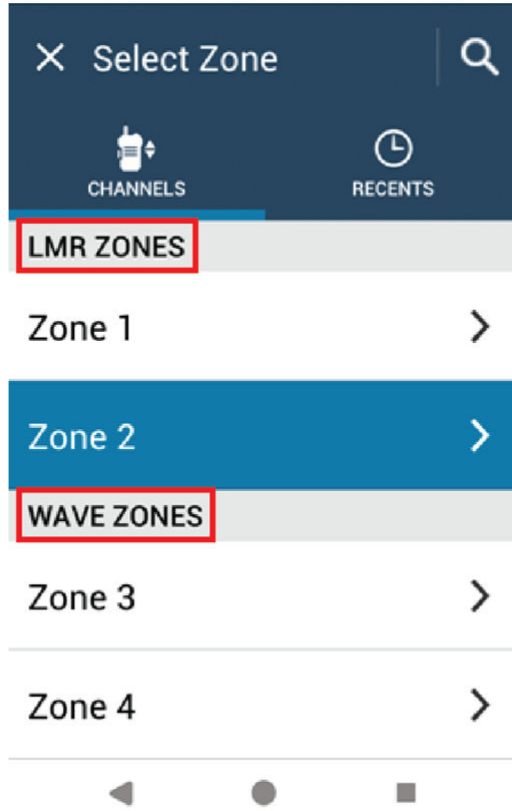 Select Zone
CHANNELS RECENTS
LMR ZONES
Zone 1
Zone 2
WAVE ZONES
Zone 3
Zone 4